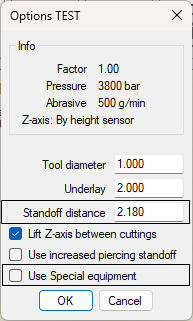 Options TEST
Info
Factor 1.00
Pressure 3800 bar
Abrasive 500 g/min
Z-axis: By height sensor
Tool diameter 1.000
Underlay 2.000
Standoff distance 2.180
Lift Z-axis between cuttings
Use increased piercing standoff
Use Special equipment
OK Cancel